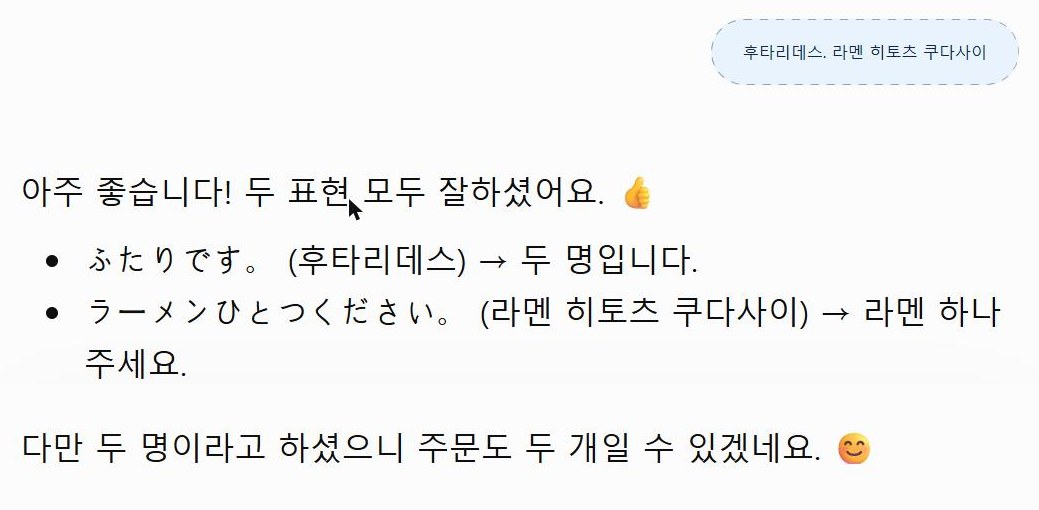 후타리데스. 라멘 히토츠 쿠다사이
아주 좋습니다! 두 표현 모두 잘하셨어요. 👍
• ふたりです。 (후타리데스) → 두 명입니다.
• ラーメンひとつください。 (라멘 히토츠 쿠다사이) → 라멘 하나
주세요.
다만 두 명이라고 하셨으니 주문도 두 개일 수 있겠네요. 😊